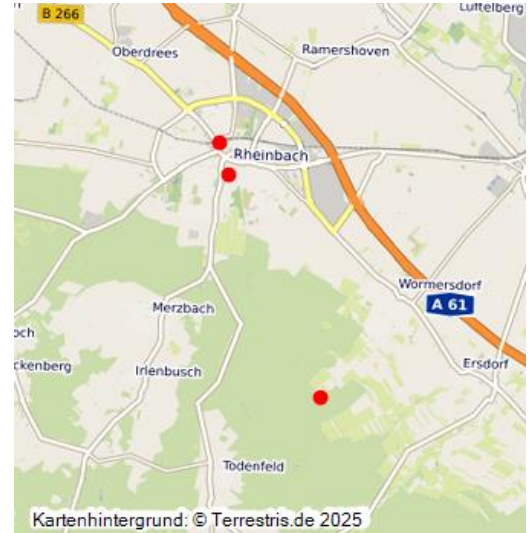 Luftelberg
B 266
Oberdrees
Ramershoven
Rheinbach
Wormersdorf
A 61
Merzbach
och
ckenberg
Irlenbusch
Ersdorf
Todenfeld
Kartenhintergrund: © Terrestris.de 2025